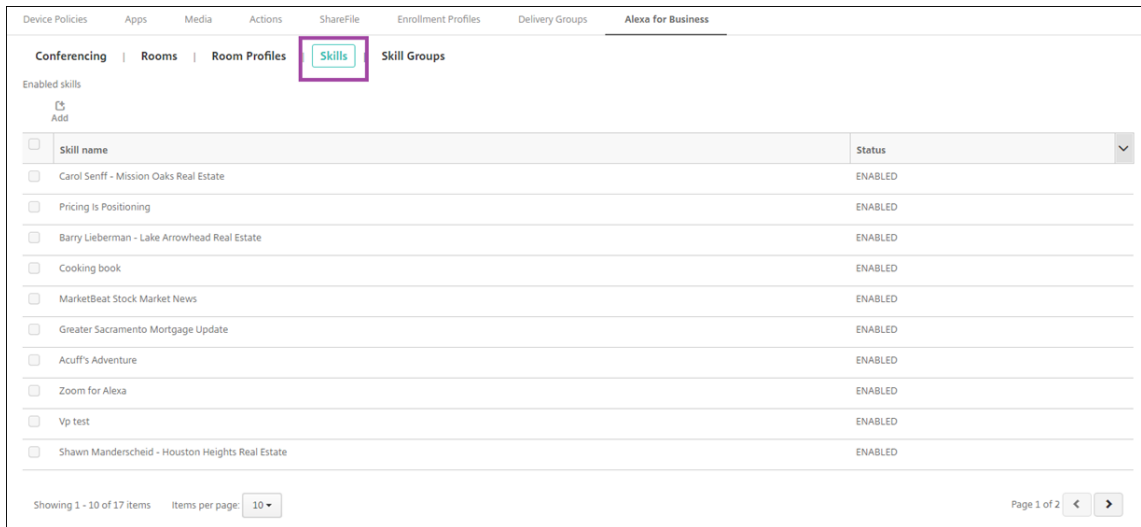 Device Policies Apps Media Actions ShareFile Enrollment Profiles Delivery Groups Alexa for Business
Conferencing | Rooms | Room Profiles | Skills | Skill Groups
Enabled skills
Add
Skill name Status
Carol Senff - Mission Oaks Real Estate ENABLED
Pricing Is Positioning ENABLED
Barry Lieberman - Lake Arrowhead Real Estate ENABLED
Cooking book ENABLED
MarketBeat Stock Market News ENABLED
Greater Sacramento Mortgage Update ENABLED
Acuff's Adventure ENABLED
Zoom for Alexa ENABLED
Vp test ENABLED
Shawn Manderscheid - Houston Heights Real Estate ENABLED
Showing 1 - 10 of 17 items Items per page: 10 Page 1 of 2 < >